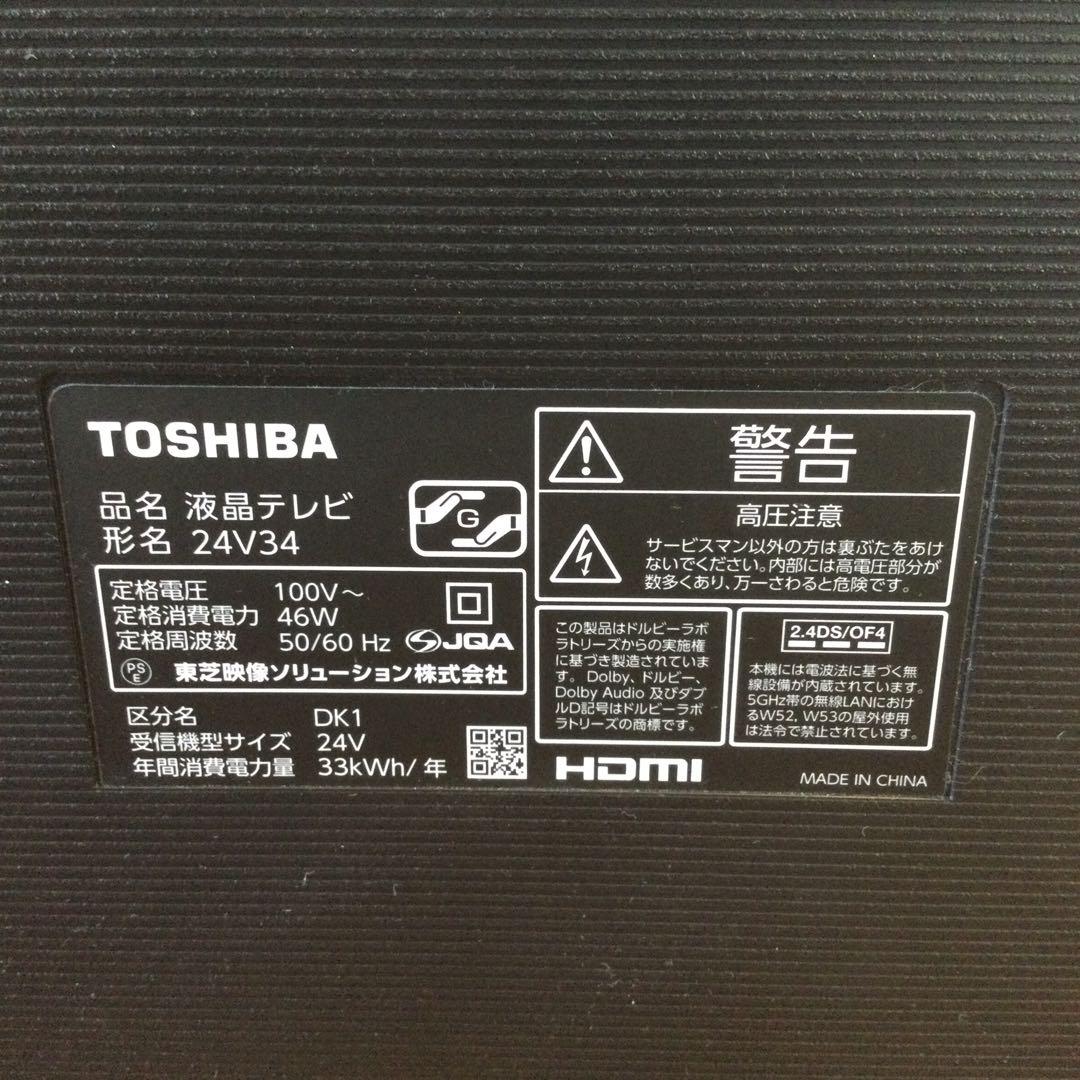 TOSHIBA
品名 液晶テレビ
形名 24V34
G
定格電圧 100V～
定格消費電力 46W
定格周波数 50/60 Hz JQA
PS
E 東芝映像ソリューション株式会社
区分名 DK1
受信機型サイズ 24V
年間消費電力量 33kWh/年
警告
高圧注意
サービスマン以外の方は裏ぶたをあけ
ないでください。内部には高電圧部分が
数多くあり、万一さわると危険です。
この製品はドルビーラボ
ラトリーズからの実施権
に基づき製造されていま
す。Dolby、ドルビー、
Dolby Audio 及びダブ
ルD記号はドルビーラボ
ラトリーズの商標です。
2.4DS/OF4
本機には電波法に基づく無
線設備が内蔵されています。
5GHz帯の無線LANにおけ
るW52, W53の屋外使用
は法令で禁止されています。
HDMI
MADE IN CHINA